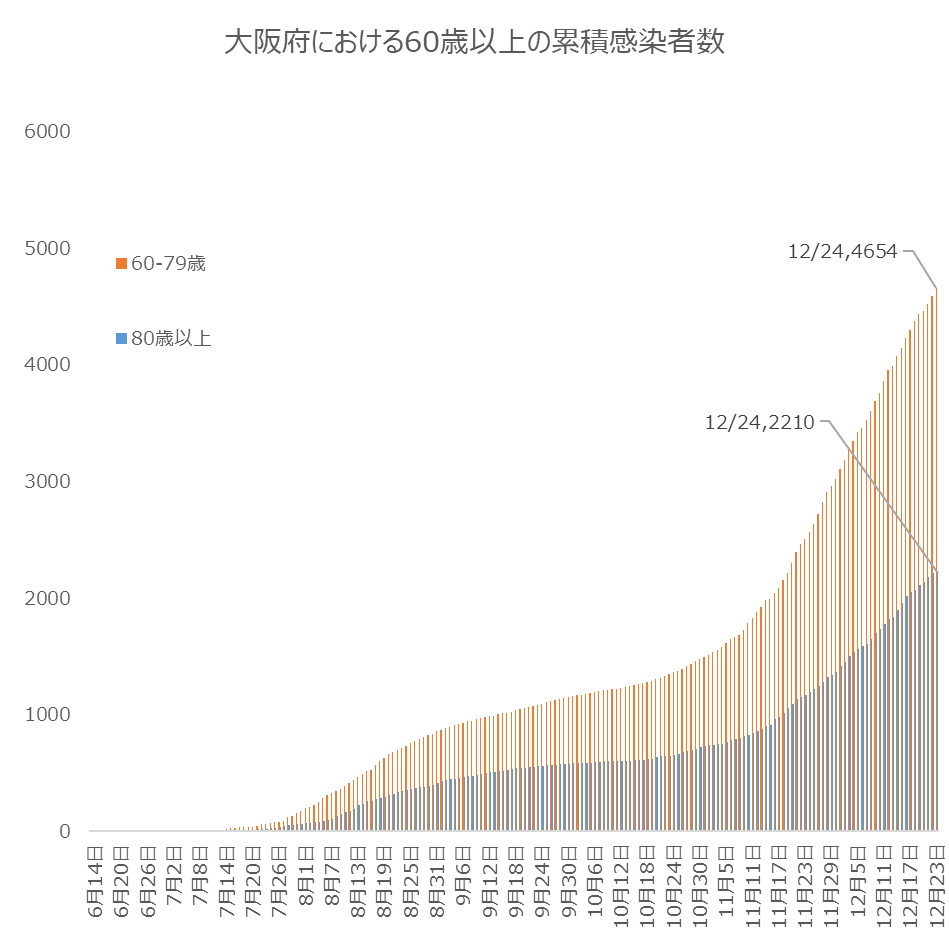 大阪府における60歳以上の累積感染者数
6000
5000
4000
3000
2000
1000
0
60-79歳
80歳以上
12/24,4654
12/24,2210
6月14日
6月20日
6月26日
7月2日
7月8日
7月14日
7月20日
7月26日
8月1日
8月7日
8月13日
8月19日
8月25日
8月31日
9月6日
9月12日
9月18日
9月24日
9月30日
10月6日
10月12日
10月18日
10月24日
10月30日
11月5日
11月11日
11月17日
11月23日
11月29日
12月5日
12月11日
12月17日
12月23日